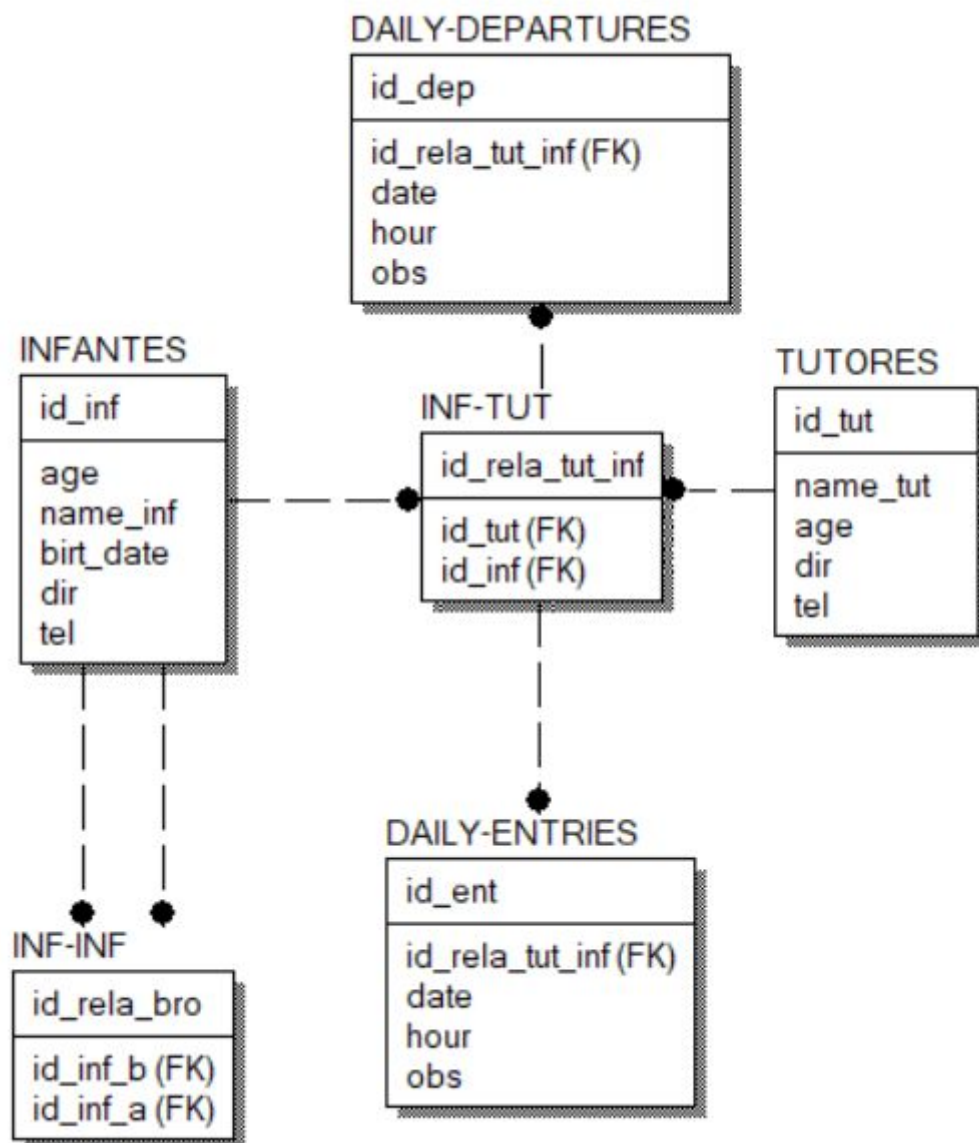 DAILY-DEPARTURES
id_dep
id_rela_tut_inf (FK)
date
hour
obs
INFANTES
id_inf
age
name_inf
birt_date
dir
tel
INF-TUT
id_rela_tut_inf
id_tut (FK)
id_inf (FK)
TUTORES
id_tut
name_tut
age
dir
tel
INF-INF
id_rela_bro
id_inf_b (FK)
id_inf_a (FK)
DAILY-ENTRIES
id_ent
id_rela_tut_inf (FK)
date
hour
obs